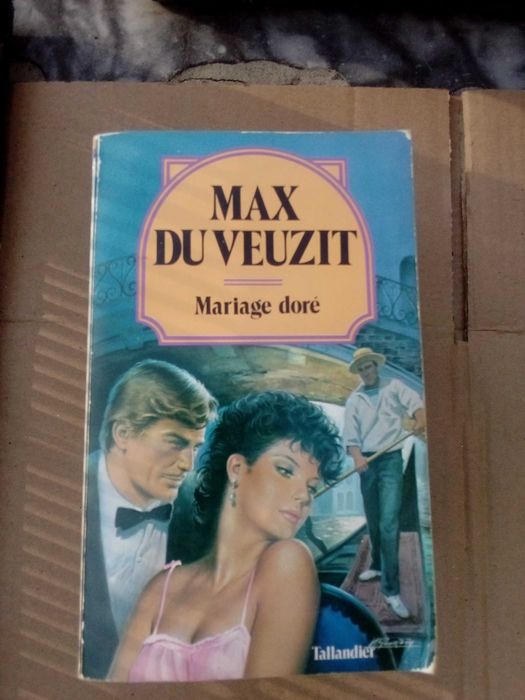 MAX
DU VEUZIT
Mariage doré
Tallandier